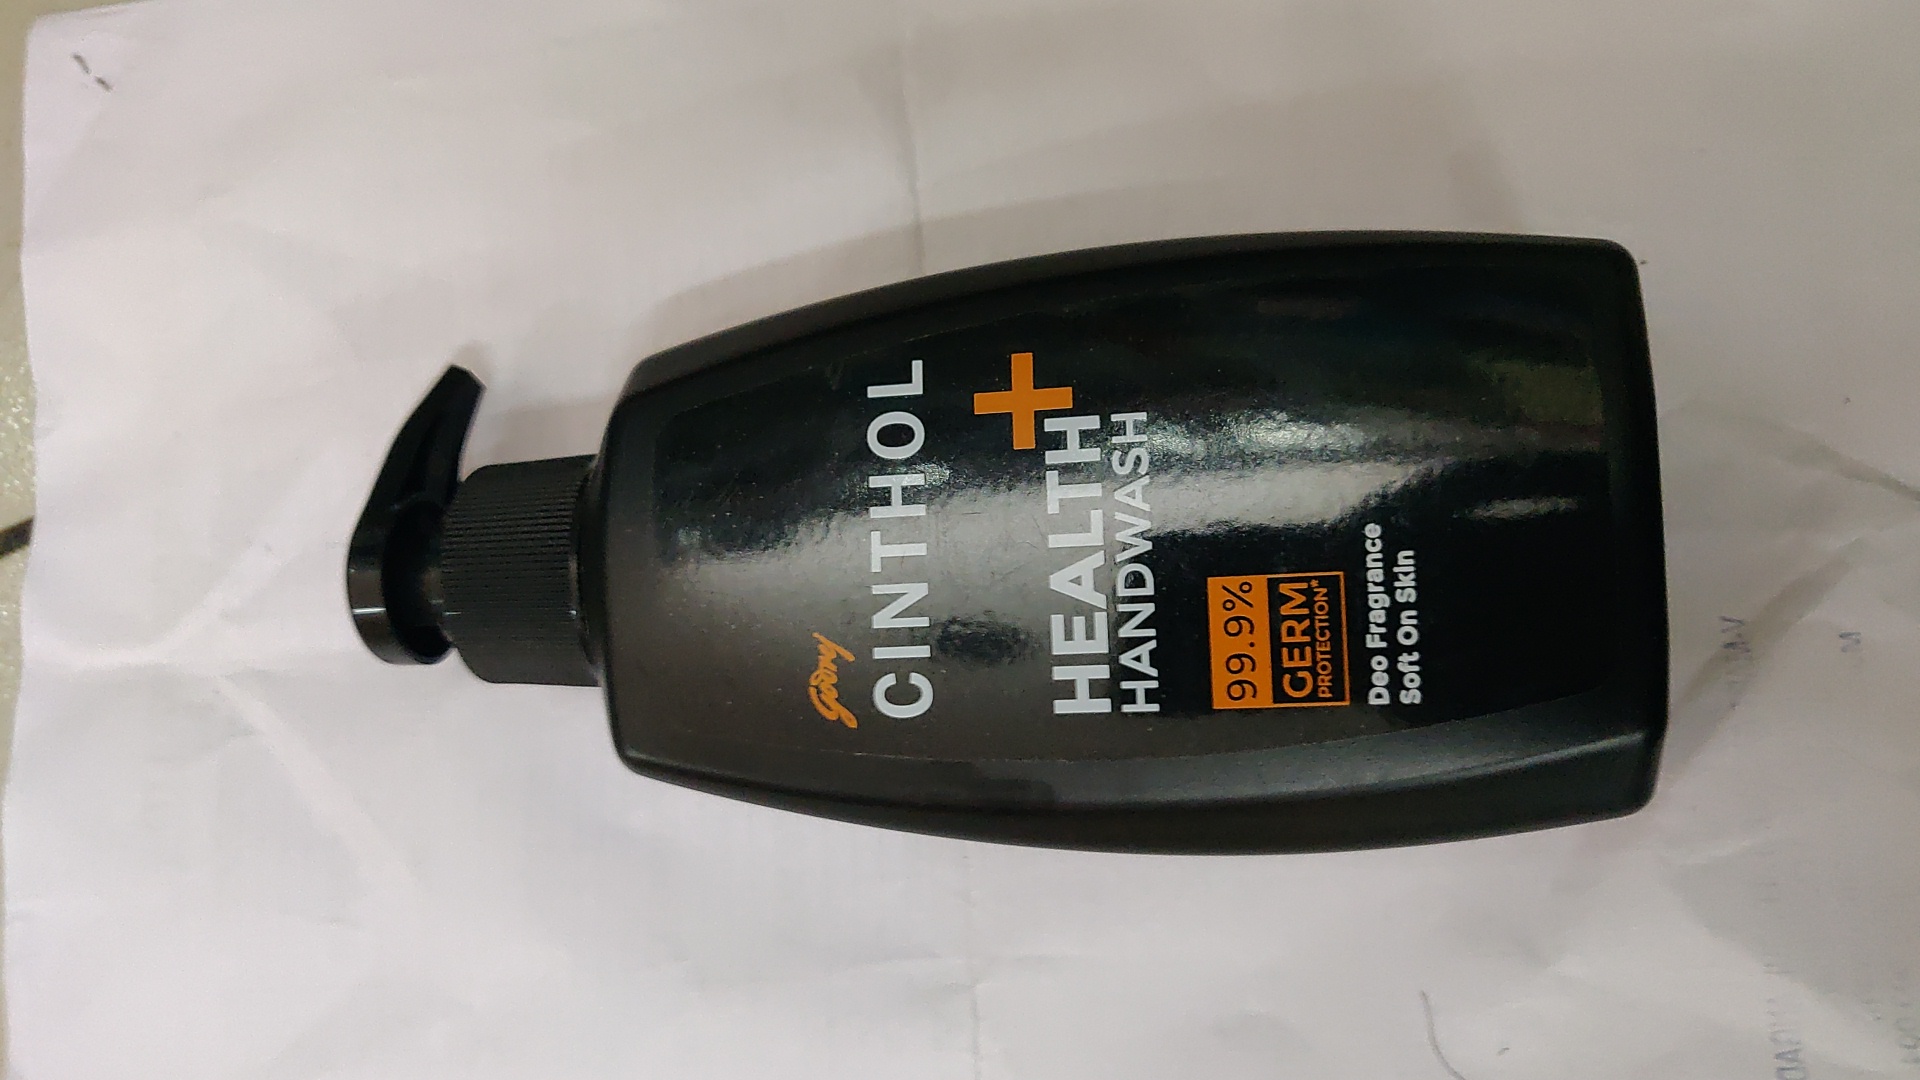 Godrej
CINTHOL
HEALTH+
HANDWASH
99.9%
GERM
PROTECTION*
Deo Fragrance
Soft On Skin